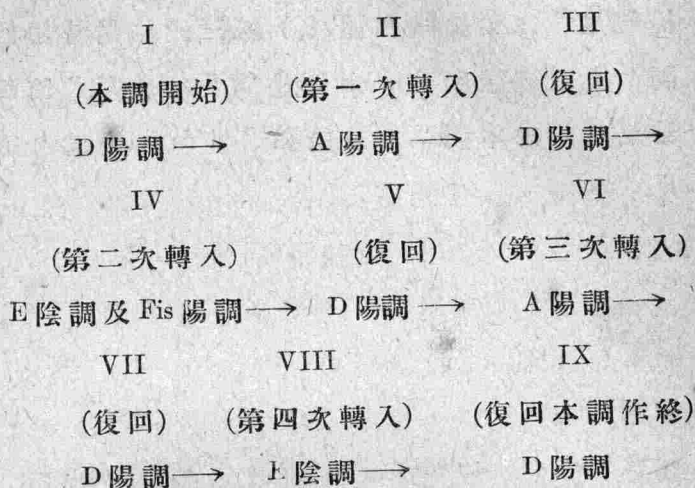 I II III
(本調開始) (第一次轉入) (復回)
D陽調→ A陽調→ D陽調→
IV V VI
(第二次轉入) (復回) (第三次轉入)
E陰調及Fis陽調→ D陽調→ A陽調→
VII VIII IX
(復回) (第四次轉入) (復回本調作終)
D陽調→ E陰調→ D陽調